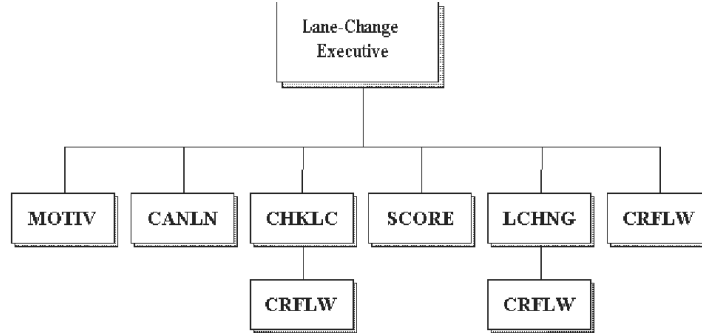 Lane-Change
Executive
MOTIV
CANLN
CHKLC
SCORE
LCHNG
CRFLW
CRFLW
CRFLW